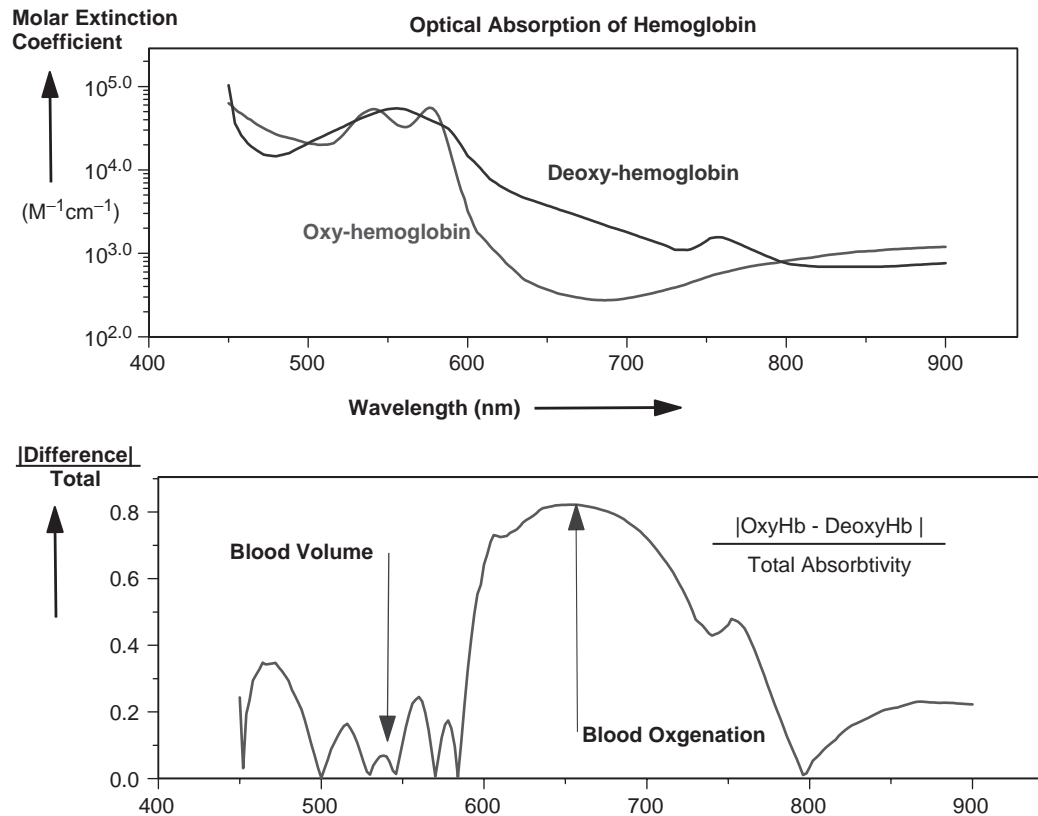 Molar Extinction
Coefficient
Optical Absorption of Hemoglobin
10^5.0
10^4.0
(M⁻¹cm⁻¹)
10^3.0
10^2.0
Deoxy-hemoglobin
Oxy-hemoglobin
400 500 600 700 800 900
Wavelength (nm)
|Difference|
Total
0.8
0.6
0.4
0.2
0.0
Blood Volume
|OxyHb - DeoxyHb |
Total Absorbtivity
Blood Oxgenation
400 500 600 700 800 900